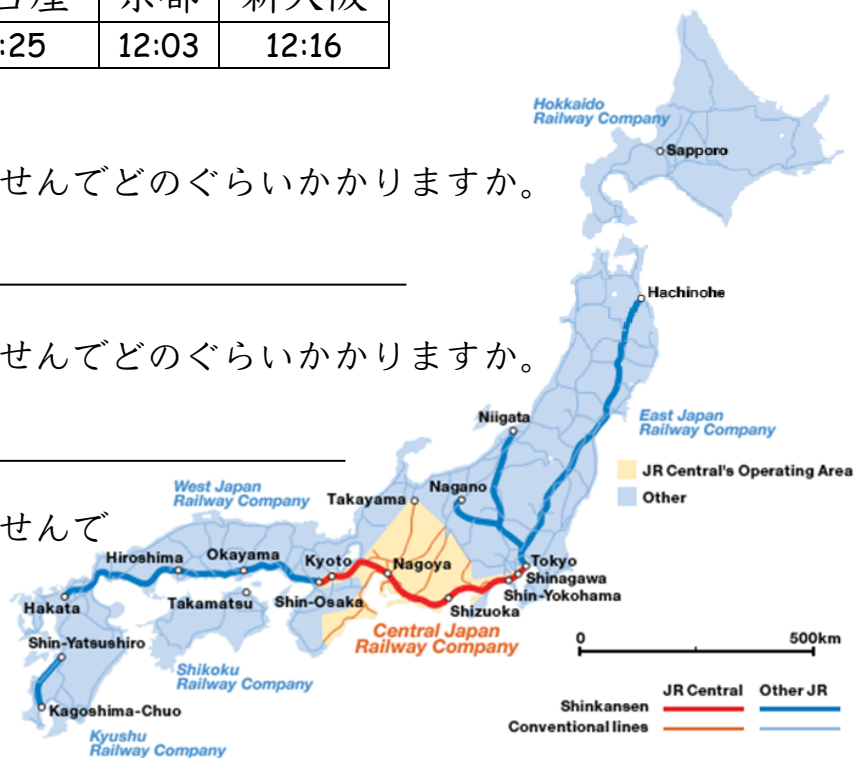 名古屋 京都 新大阪
:25 12:03 12:16
せんでどのぐらいかかりますか。
せんでどのぐらいかかりますか。
せんで
Hokkaido
Railway Company
Sapporo
Hachinohe
Niigata
East Japan
Railway Company
JR Central's Operating Area
Other
West Japan
Railway Company
Takayama
Nagano
Hiroshima
Okayama
Kyoto
Nagoya
Tokyo
Shinagawa
Shin-Yokohama
Hakata
Takamatsu
Shin-Osaka
Shizuoka
Central Japan
Railway Company
Shin-Yatsushiro
Shikoku
Railway Company
Kagoshima-Chuo
Kyushu
Railway Company
0 500km
JR Central Other JR
Shinkansen
Conventional lines